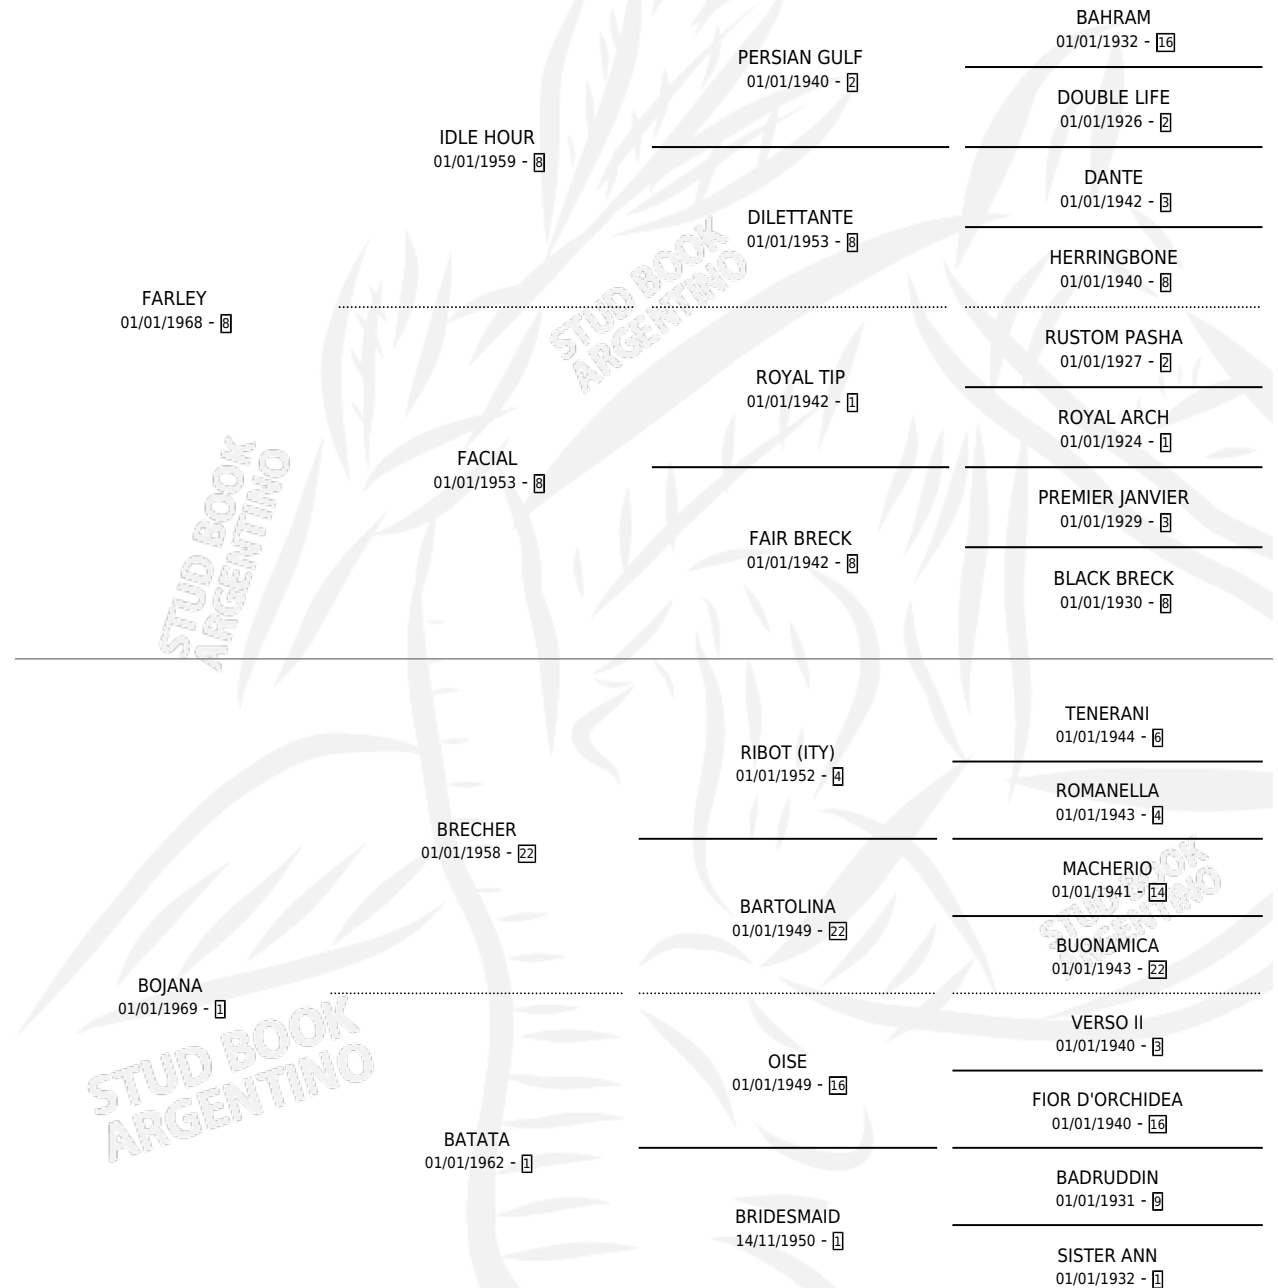 BAHRAM
01/01/1932 - 16
PERSIAN GULF
01/01/1940 - 2
DOUBLE LIFE
01/01/1926 - 2
IDLE HOUR
01/01/1959 - 8
DANTE
01/01/1942 - 3
DILETTANTE
01/01/1953 - 8
HERRINGBONE
01/01/1940 - 8
FARLEY
01/01/1968 - 8
RUSTOM PASHA
01/01/1927 - 2
ROYAL TIP
01/01/1942 - 1
ROYAL ARCH
01/01/1924 - 1
FACIAL
01/01/1953 - 8
PREMIER JANVIER
01/01/1929 - 3
FAIR BRECK
01/01/1942 - 8
BLACK BRECK
01/01/1930 - 8
STUD BOOK
ARGENTINO
STUD BOOK
ARGENTINO
TENERANI
01/01/1944 - 6
RIBOT (ITY)
01/01/1952 - 4
ROMANELLA
01/01/1943 - 4
BRECHER
01/01/1958 - 22
MACHERIO
01/01/1941 - 14
BARTOLINA
01/01/1949 - 22
BUONAMICA
01/01/1943 - 22
BOJANA
01/01/1969 - 1
VERSO II
01/01/1940 - 3
OISE
01/01/1949 - 16
FIOR D'ORCHIDEA
01/01/1940 - 16
BATATA
01/01/1962 - 1
BADRUDDIN
01/01/1931 - 9
BRIDESMAID
14/11/1950 - 1
SISTER ANN
01/01/1932 - 1
STUD BOOK
ARGENTINO
STUD BOOK
ARGENTINO